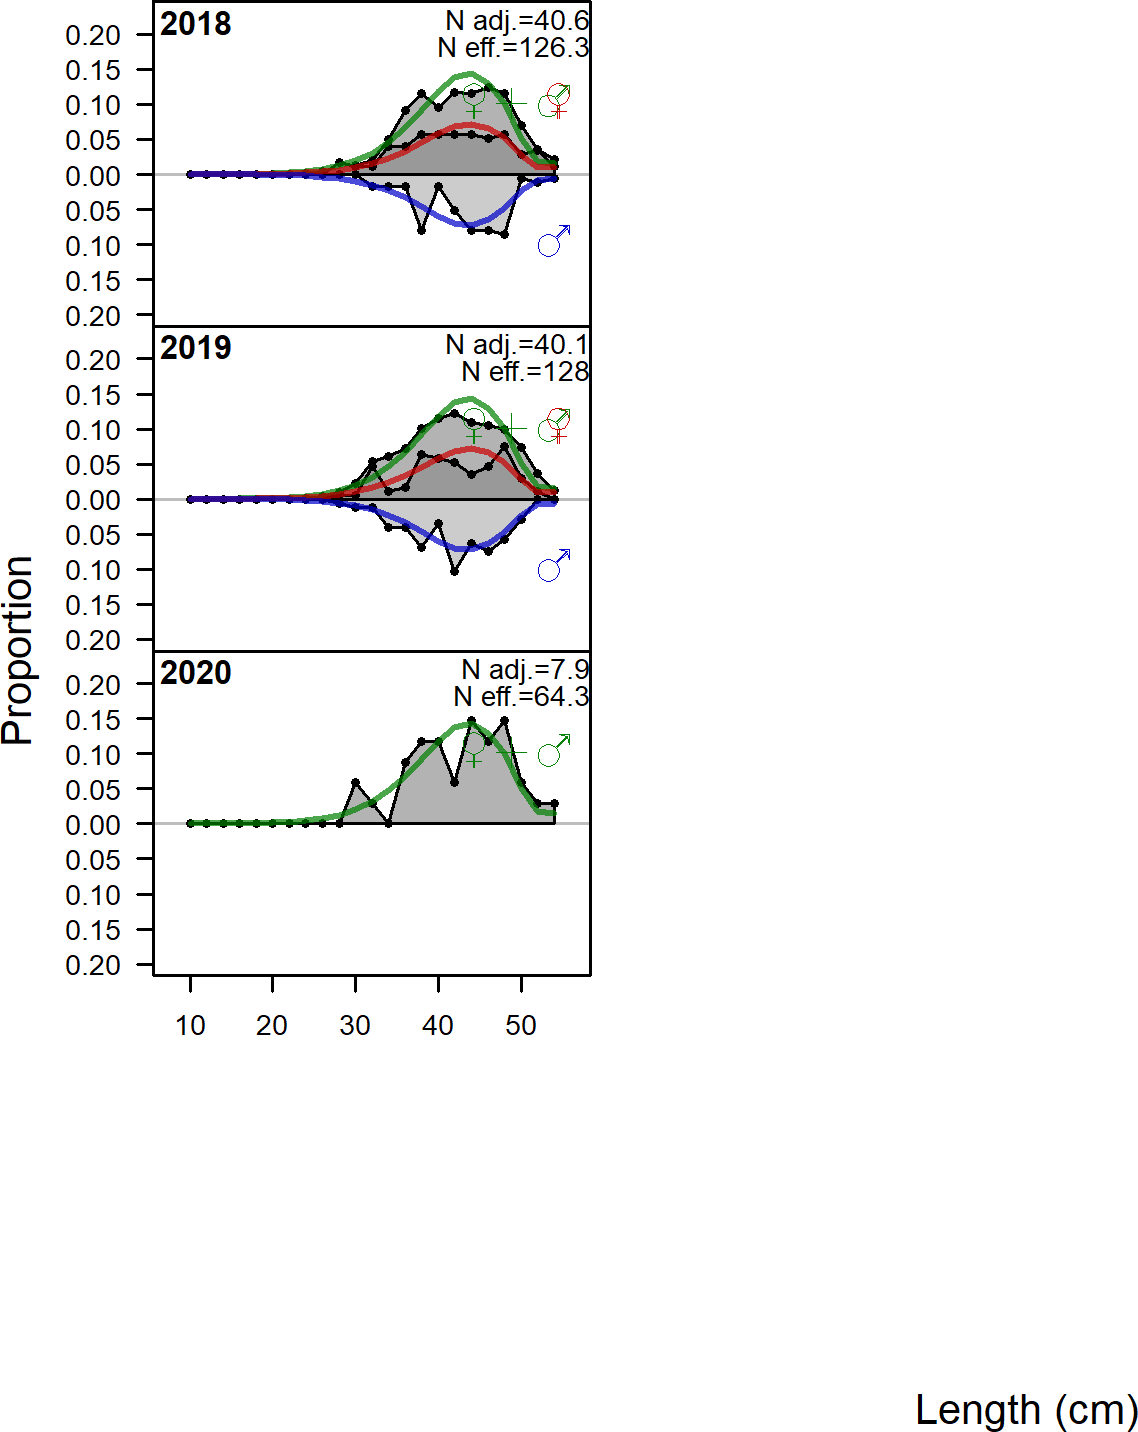 2018
N adj.=40.6
N eff.=126.3
0.20
0.15
0.10
0.05
0.00
0.05
0.10
0.15
0.20
♀ + ♂ ♀
♂
2019
N adj.=40.1
N eff.=128
0.20
0.15
0.10
0.05
0.00
0.05
0.10
0.15
0.20
♀ + ♂ ♀
♂
2020
N adj.=7.9
N eff.=64.3
0.20
0.15
0.10
0.05
0.00
0.05
0.10
0.15
0.20
♀ + ♂
10 20 30 40 50
Proportion
Length (cm)